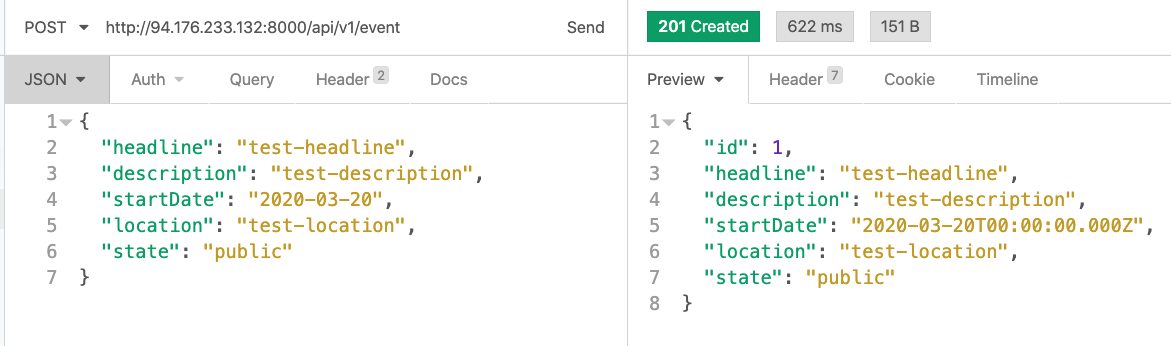 POST http://94.176.233.132:8000/api/v1/event Send
JSON Auth Query Header 2 Docs
1 {
2 "headline": "test-headline",
3 "description": "test-description",
4 "startDate": "2020-03-20",
5 "location": "test-location",
6 "state": "public"
7 }
201 Created 622 ms 151 B
Preview Header 7 Cookie Timeline
1 {
2 "id": 1,
3 "headline": "test-headline",
4 "description": "test-description",
5 "startDate": "2020-03-20T00:00:00.000Z",
6 "location": "test-location",
7 "state": "public"
8 }